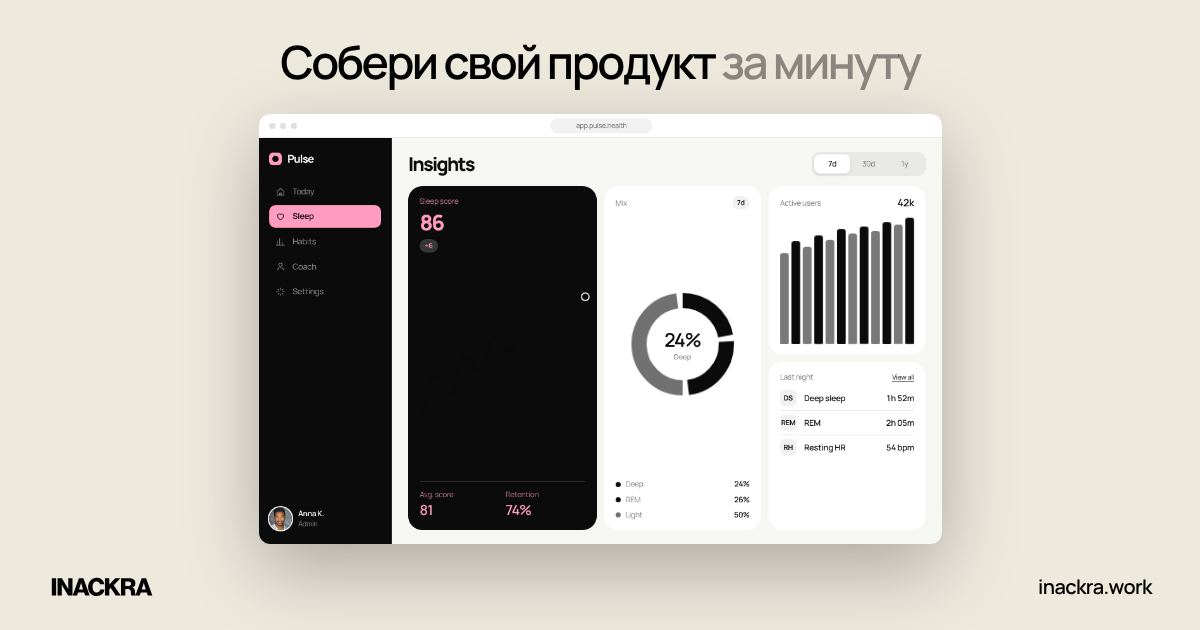 Собери свой продукт за минуту
app.pulse.health
Pulse
Today
Sleep
Habits
Coach
Settings
Anna K.
Admin
Insights
7d 30d 1y
Sleep score
86
+6
Avg. score Retention
81 74%
Mix 7d
24%
Deep
Deep 24%
REM 26%
Light 50%
Active users 42k
Last night View all
DS Deep sleep 1h 52m
REM REM 2h 05m
RH Resting HR 54 bpm
INACKRA
inackra.work